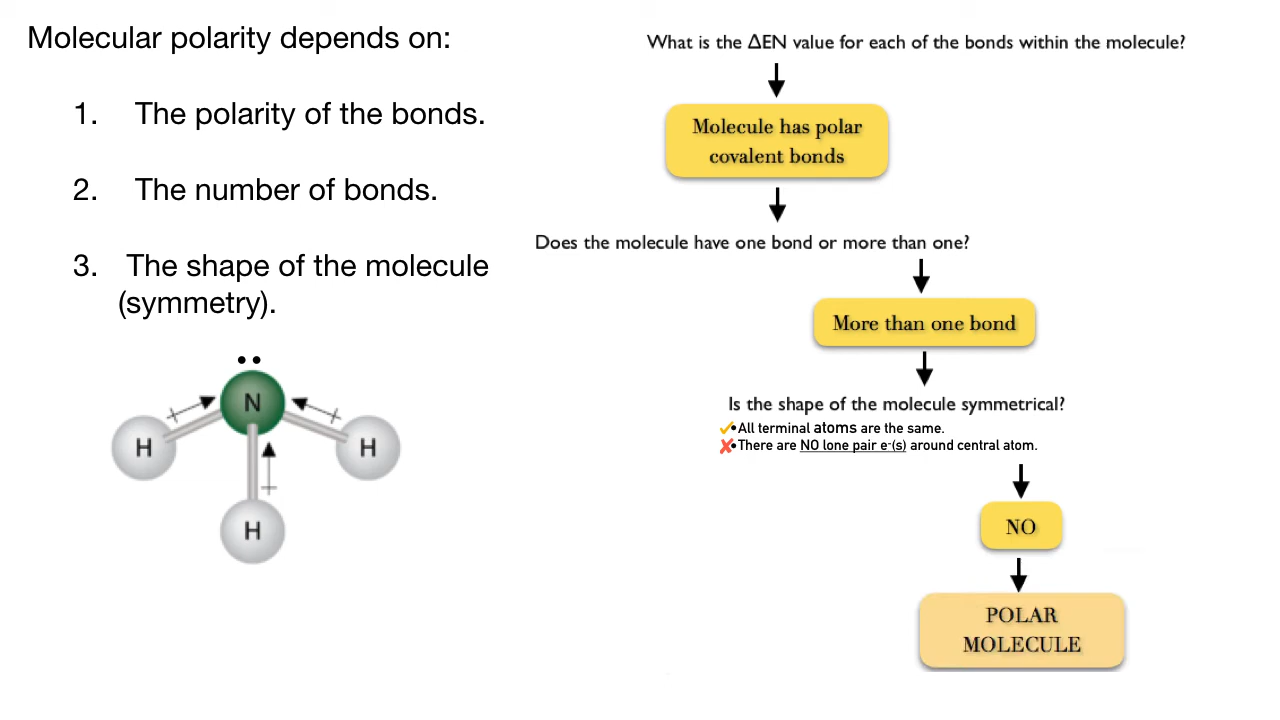 Molecular polarity depends on:
1. The polarity of the bonds.
2. The number of bonds.
3. The shape of the molecule
(symmetry).
N
H
H
H
What is the ΔEN value for each of the bonds within the molecule?
Molecule has polar
covalent bonds
Does the molecule have one bond or more than one?
More than one bond
Is the shape of the molecule symmetrical?
✓•All terminal atoms are the same.
✗•There are NO lone pair e⁻(s) around central atom.
NO
POLAR
MOLECULE